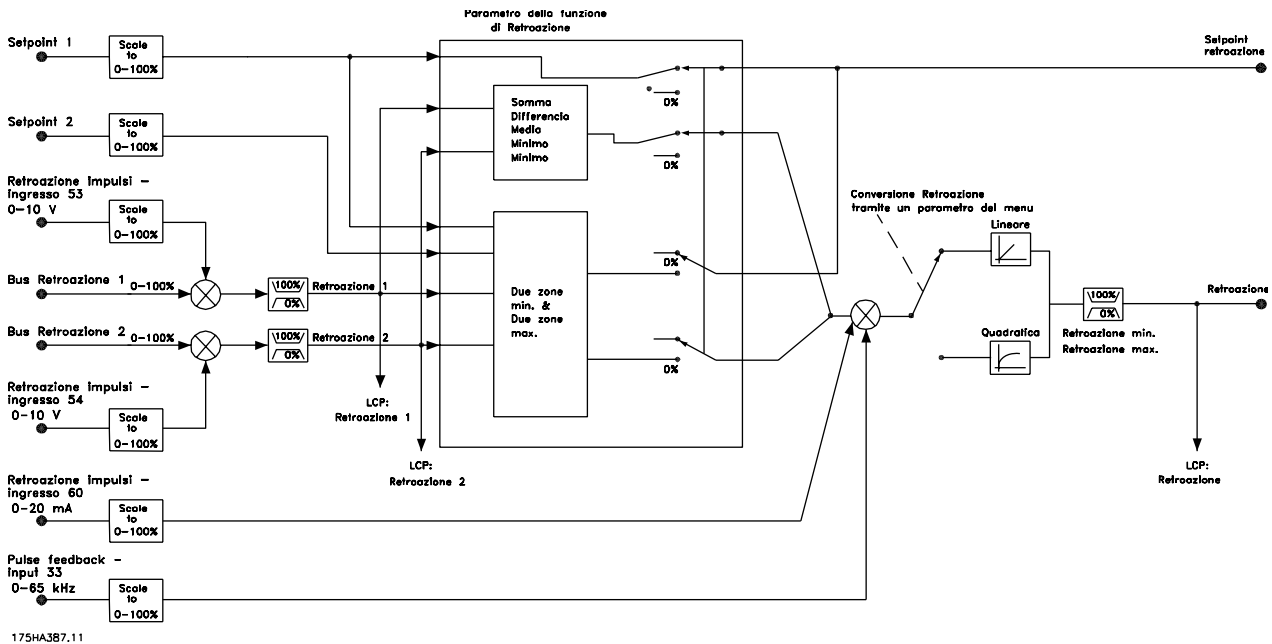 Parametro della funzione
di Retroazione
Setpoint 1
Scale
to
0-100%
Setpoint
retroazione
0%
Somma
Differencia
Media
Minimo
Minimo
Setpoint 2
Scale
to
0-100%
0%
Retroazione impulsi -
ingresso 53
0-10 V
Scale
to
0-100%
Conversione Retroazione
tramite un parametro del menu
Lineare
0%
Bus Retroazione 1
0-100%
100%
0%
Retroazione 1
Due zone
min. &
Due zone
max.
100%
0%
Retroazione
Bus Retroazione 2
0-100%
100%
0%
Retroazione 2
Quadratica
Retroazione min.
Retroazione max.
0%
Retroazione impulsi -
ingresso 54
0-10 V
Scale
to
0-100%
LCP:
Retroazione 1
LCP:
Retroazione 2
LCP:
Retroazione
Retroazione impulsi -
ingresso 60
0-20 mA
Scale
to
0-100%
Pulse feedback -
input 33
0-65 kHz
Scale
to
0-100%
175HA387.11